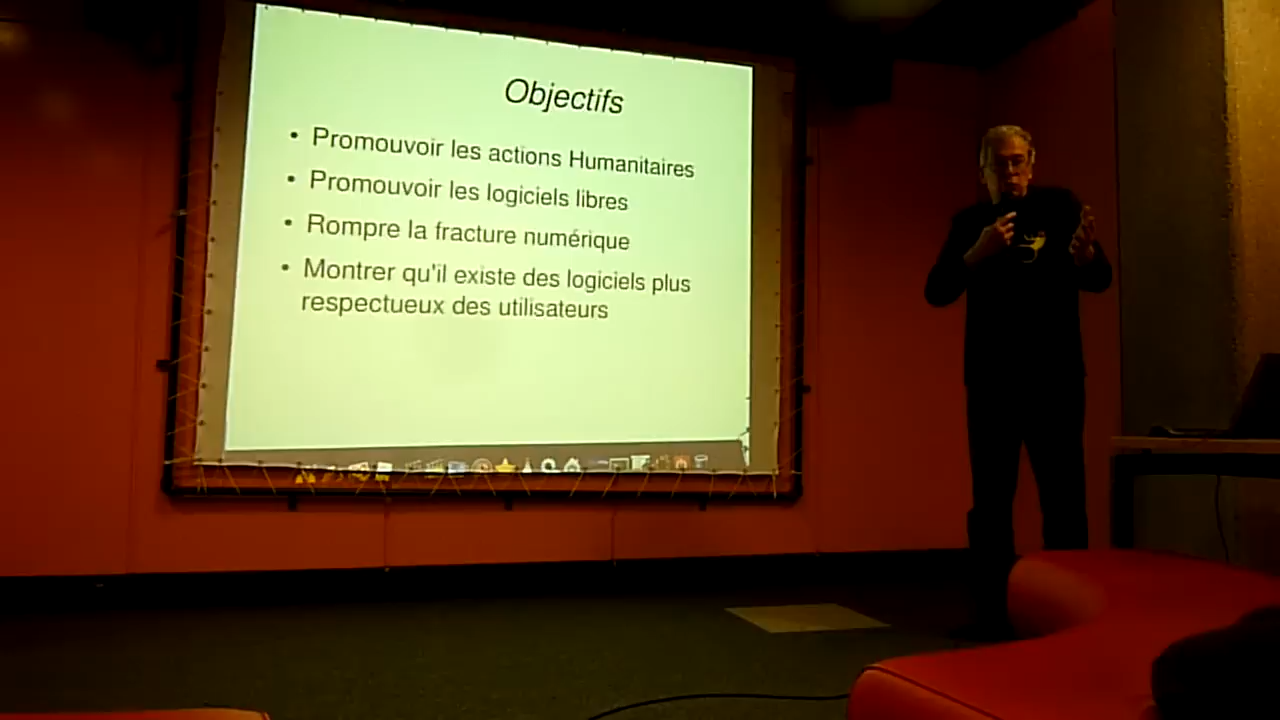 Objectifs
• Promouvoir les actions Humanitaires
• Promouvoir les logiciels libres
• Rompre la fracture numérique
• Montrer qu'il existe des logiciels plus
respectueux des utilisateurs